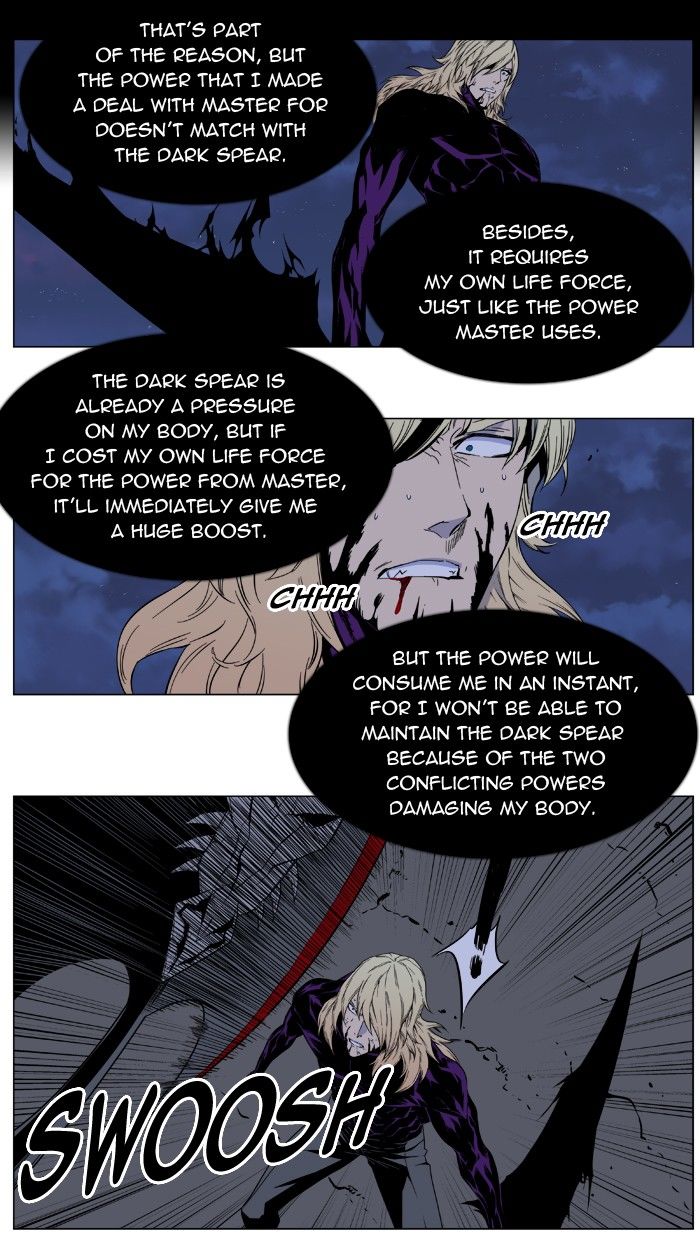 THAT'S PART
OF THE REASON, BUT
THE POWER THAT I MADE
A DEAL WITH MASTER FOR
DOESN'T MATCH WITH
THE DARK SPEAR.
BESIDES,
IT REQUIRES
MY OWN LIFE FORCE,
JUST LIKE THE POWER
MASTER USES.
THE DARK SPEAR IS
ALREADY A PRESSURE
ON MY BODY, BUT IF
I COST MY OWN LIFE FORCE
FOR THE POWER FROM MASTER,
IT'LL IMMEDIATELY GIVE ME
A HUGE BOOST.
CHHH
CHHH
BUT THE POWER WILL
CONSUME ME IN AN INSTANT,
FOR I WON'T BE ABLE TO
MAINTAIN THE DARK SPEAR
BECAUSE OF THE TWO
CONFLICTING POWERS
DAMAGING MY BODY.
!
SWOOSH